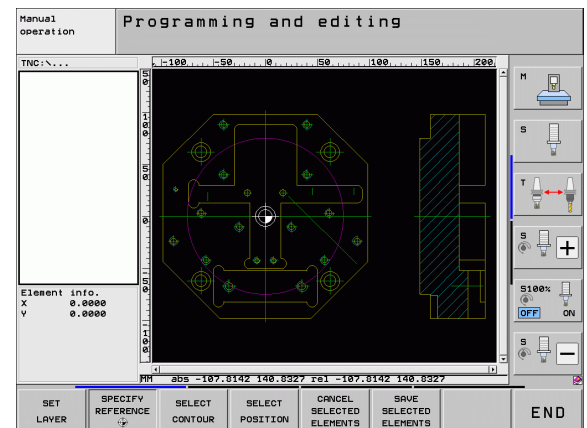 Manual
operation
Programming and editing
TNC:\...
-100 -50 0 50 100 150 200
50
100
50
0
-50
-100
M
S
T
S
S100%
OFF ON
S
Element info.
X 0.0000
Y 0.0000
MM abs -107.8142 140.8327 rel -107.8142 140.8327
SET
LAYER
SPECIFY
REFERENCE
SELECT
CONTOUR
SELECT
POSITION
CANCEL
SELECTED
ELEMENTS
SAVE
SELECTED
ELEMENTS
END